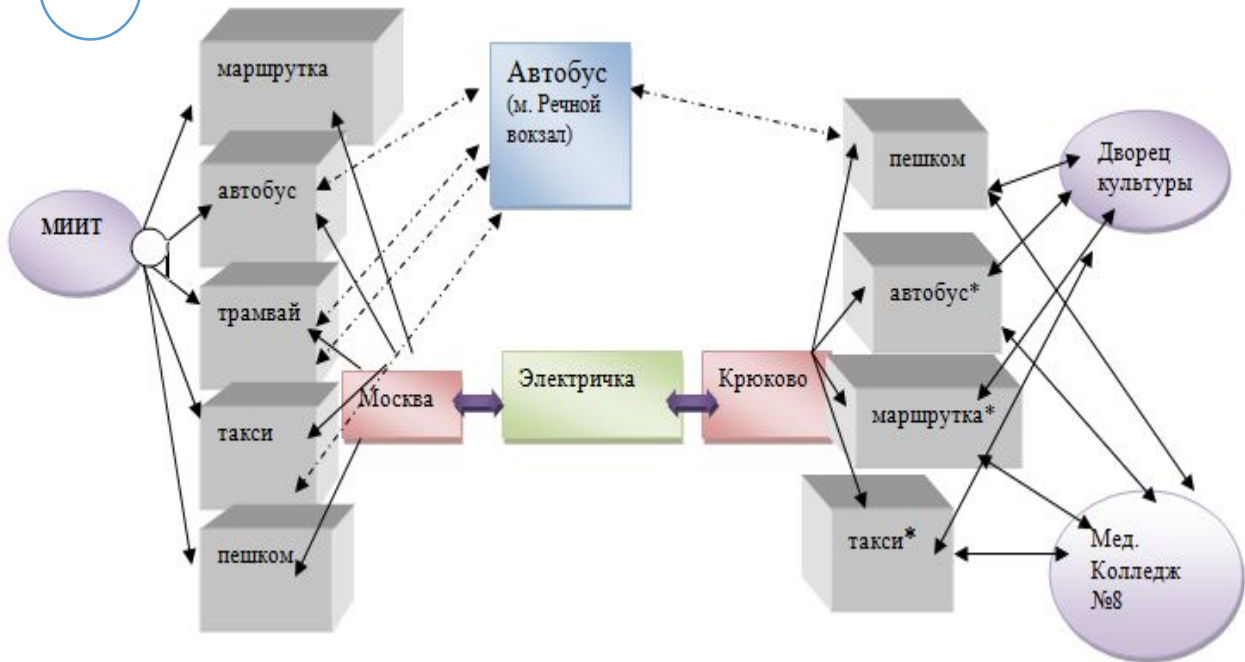 маршрутка
Автобус
(м. Речной
вокзал)
пешком
Дворец
культуры
автобус
МИИТ
трамвай
автобус*
Москва
Электричка
Крюково
маршрутка*
такси
такси*
пешком
Мед.
Колледж
№8